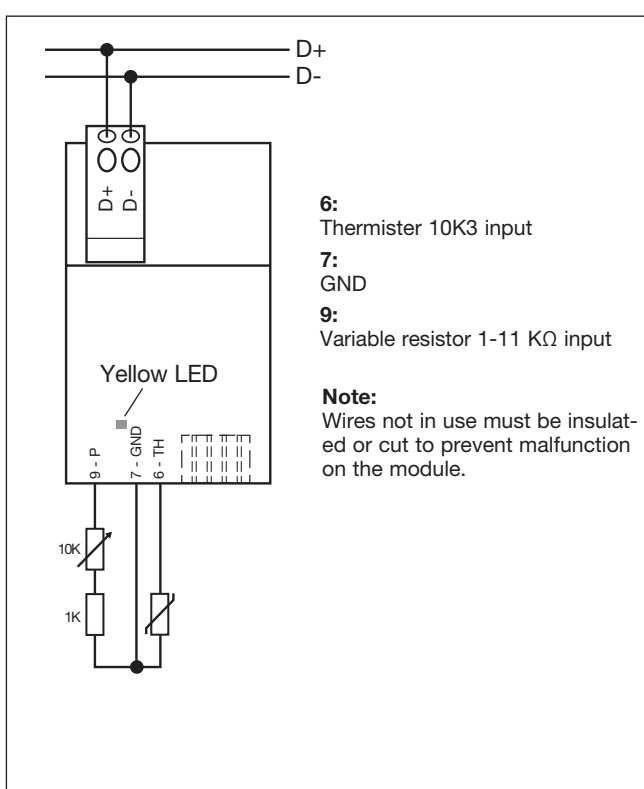 D+
D-
D+
D-
6:
Thermister 10K3 input
7:
GND
9:
Variable resistor 1-11 KΩ input
Note:
Wires not in use must be insulat-
ed or cut to prevent malfunction
on the module.
Yellow LED
9 - P
7 - GND
6 - TH
10K
1K